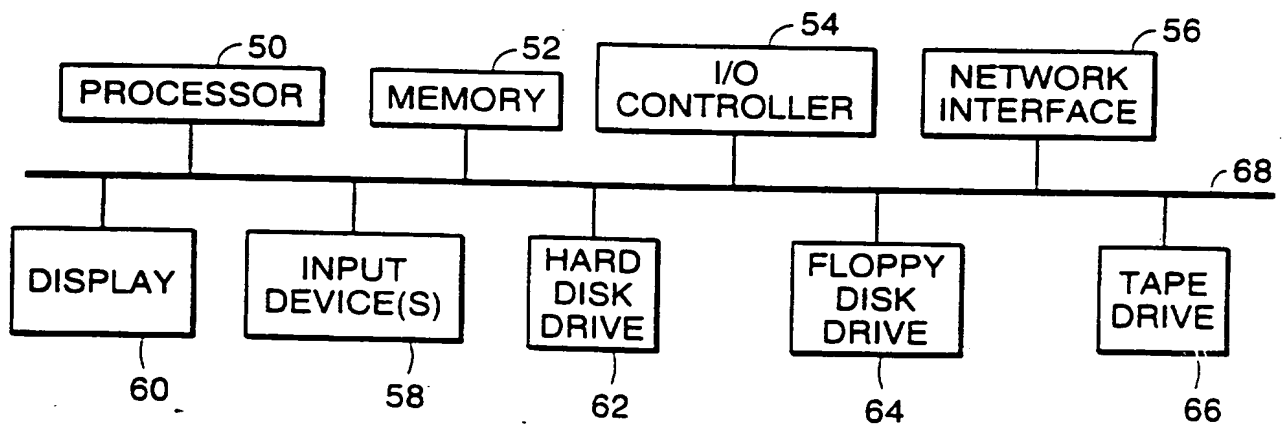 50
PROCESSOR
52
MEMORY
54
I/O
CONTROLLER
56
NETWORK
INTERFACE
68
DISPLAY
60
INPUT
DEVICE(S)
58
HARD
DISK
DRIVE
62
FLOPPY
DISK
DRIVE
64
TAPE
DRIVE
66